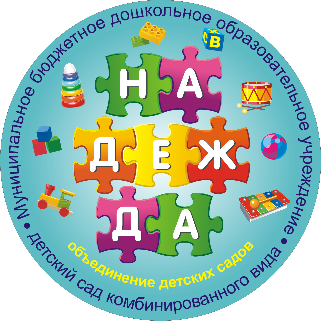 Муниципальное бюджетное дошкольное образовательное учреждение
В
НА
ДЕЖ
ДА
объединение детских садов
• детский сад комбинированного вида •